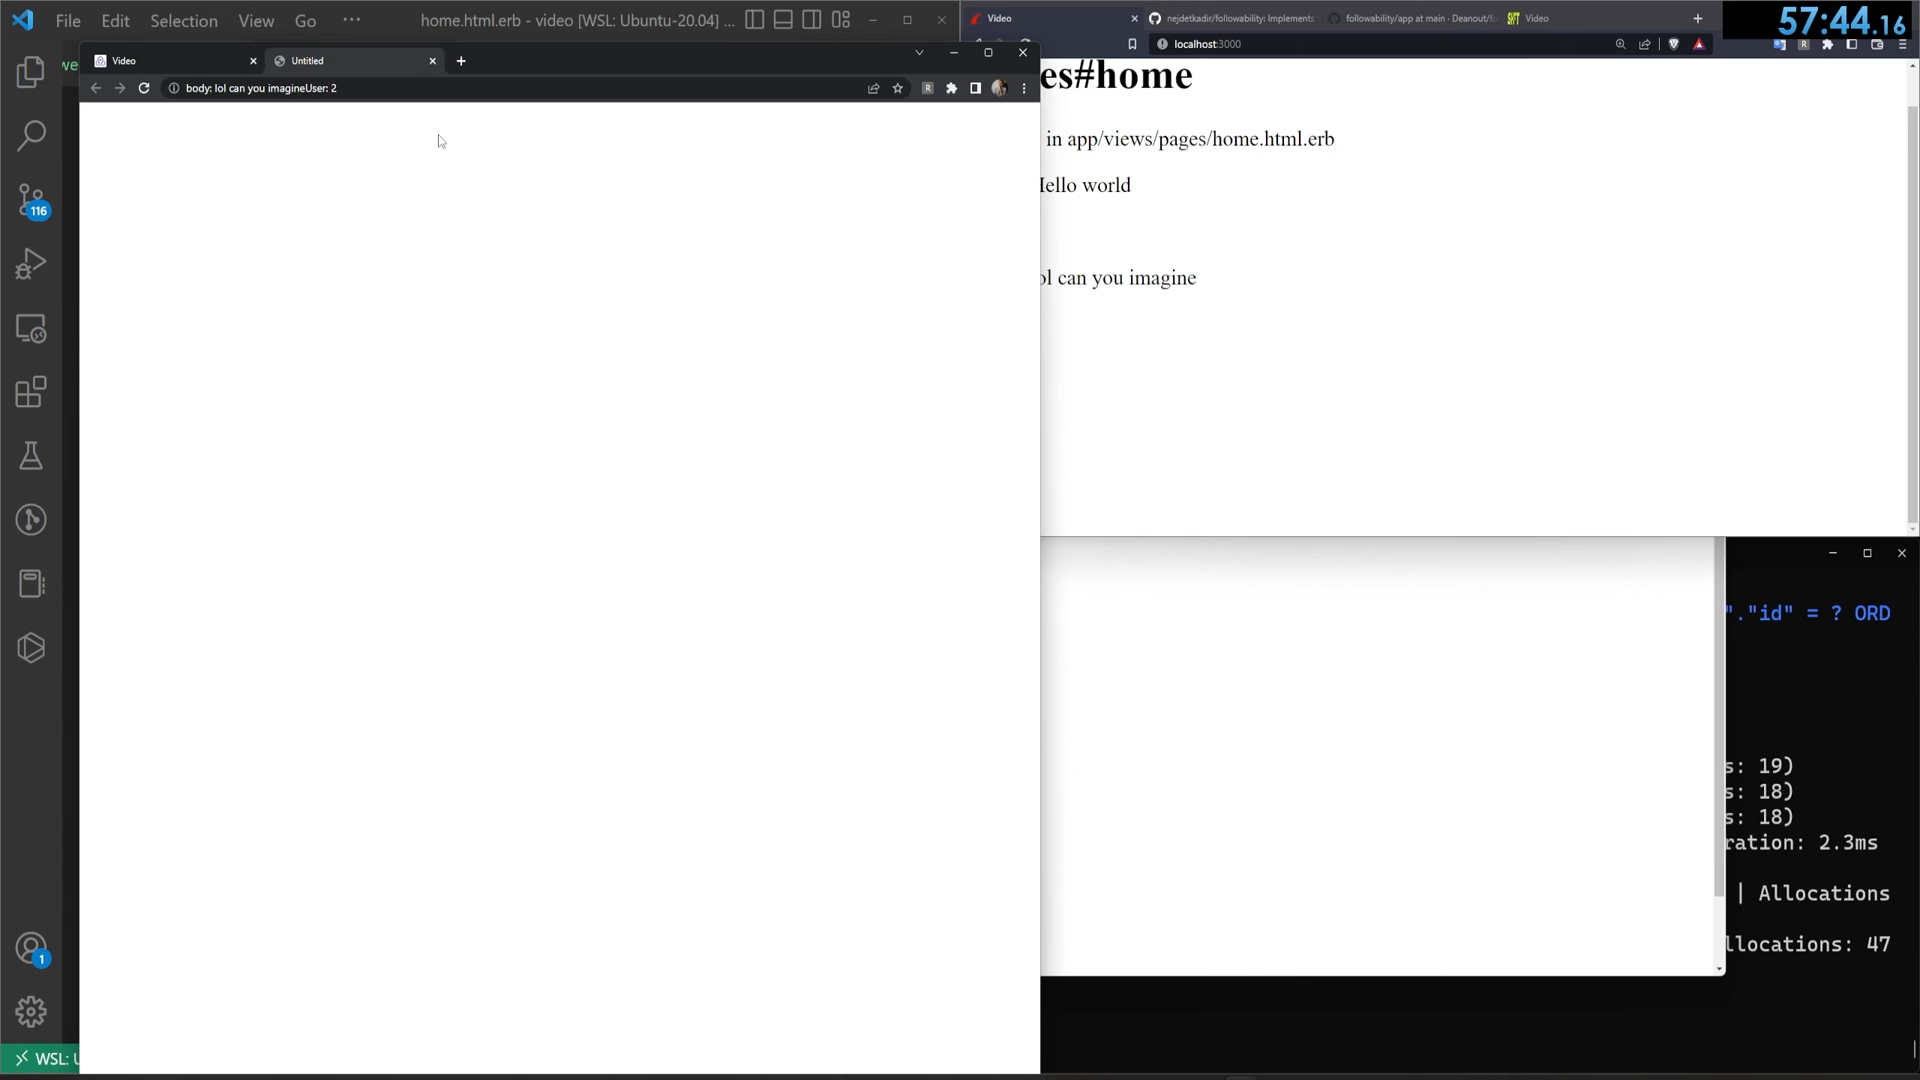 File Edit Selection View Go ··· home.html.erb - video [WSL: Ubuntu-20.04] ...
Video
nejdetkadir/followability: Implements
followability/app at main · Deanout/f
Video
57:44.16
localhost:3000
we
Video
Untitled
body: lol can you imagineUser: 2
es#home
in app/views/pages/home.html.erb
Hello world
ol can you imagine
116
"."id" = ? ORD
s: 19)
s: 18)
s: 18)
ration: 2.3ms
| Allocations
llocations: 47
1
WSL: U